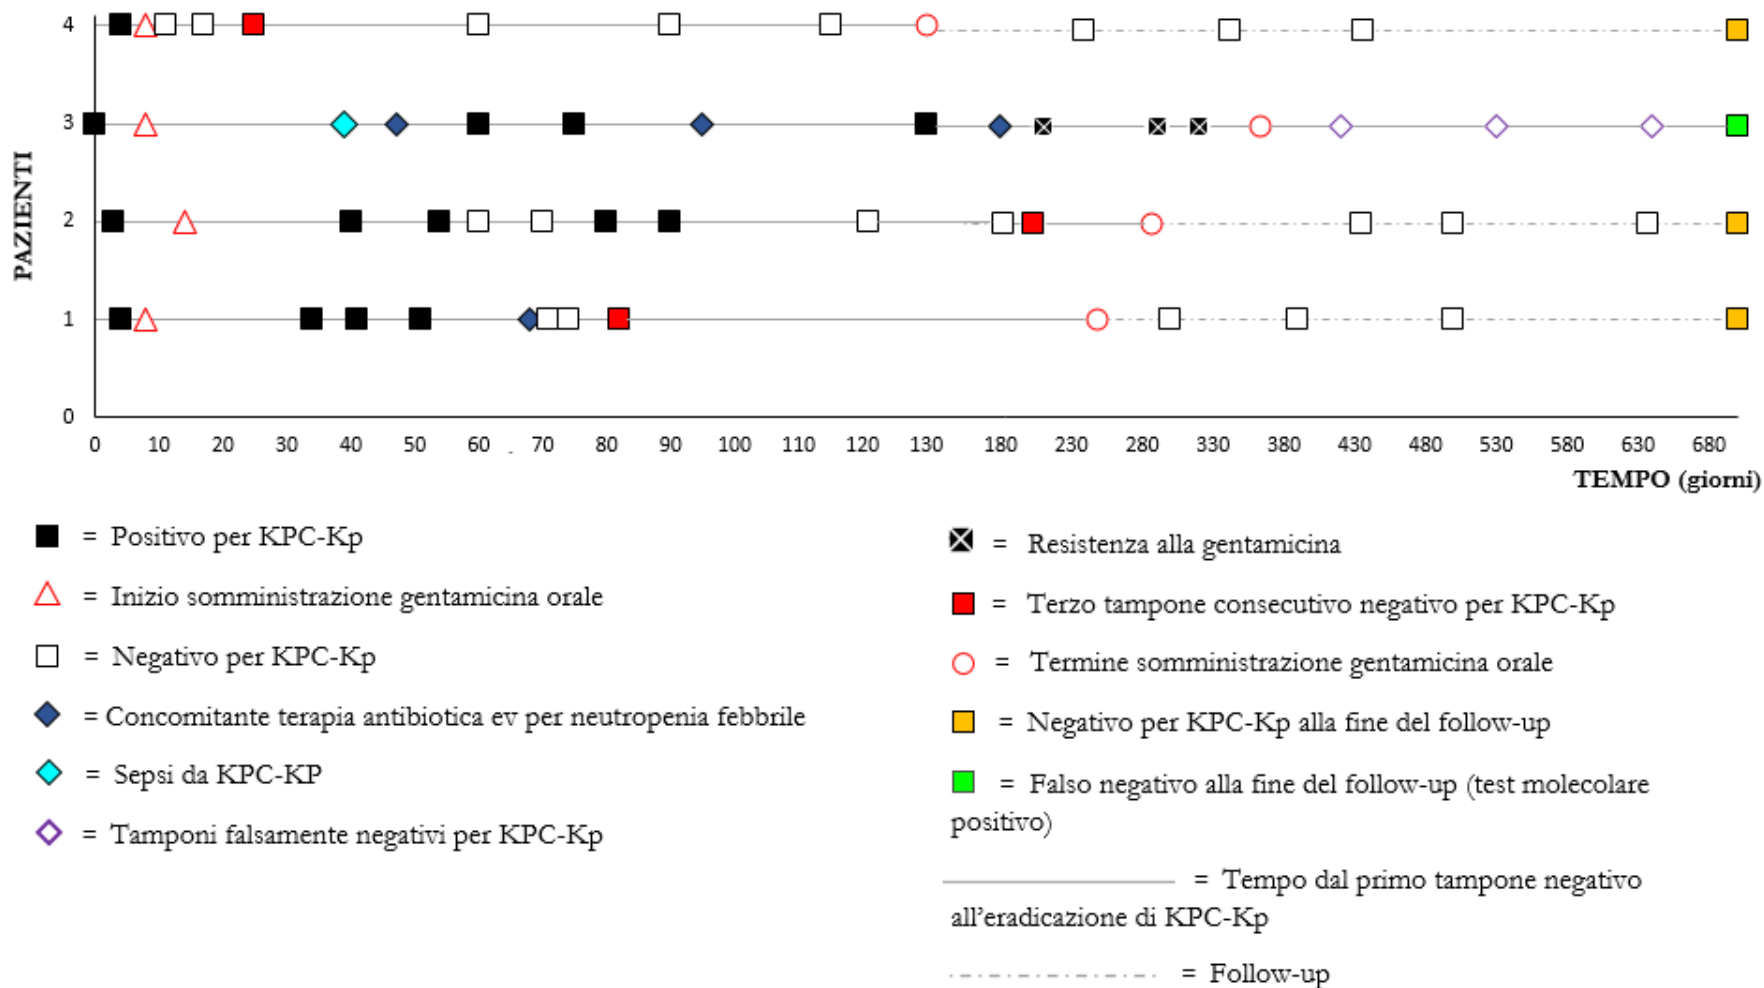 PAZIENTI
4
3
2
1
0
0 10 20 30 40 50 60 70 80 90 100 110 120 130 180 230 280 330 380 430 480 530 580 630 680
TEMPO (giorni)
= Positivo per KPC-Kp
= Inizio somministrazione gentamicina orale
= Negativo per KPC-Kp
= Concomitante terapia antibiotica ev per neutropenia febbrile
= Sepsi da KPC-KP
= Tamponi falsamente negativi per KPC-Kp
= Resistenza alla gentamicina
= Terzo tampone consecutivo negativo per KPC-Kp
= Termine somministrazione gentamicina orale
= Negativo per KPC-Kp alla fine del follow-up
= Falso negativo alla fine del follow-up (test molecolare
positivo)
= Tempo dal primo tampone negativo
all'eradicazione di KPC-Kp
= Follow-up